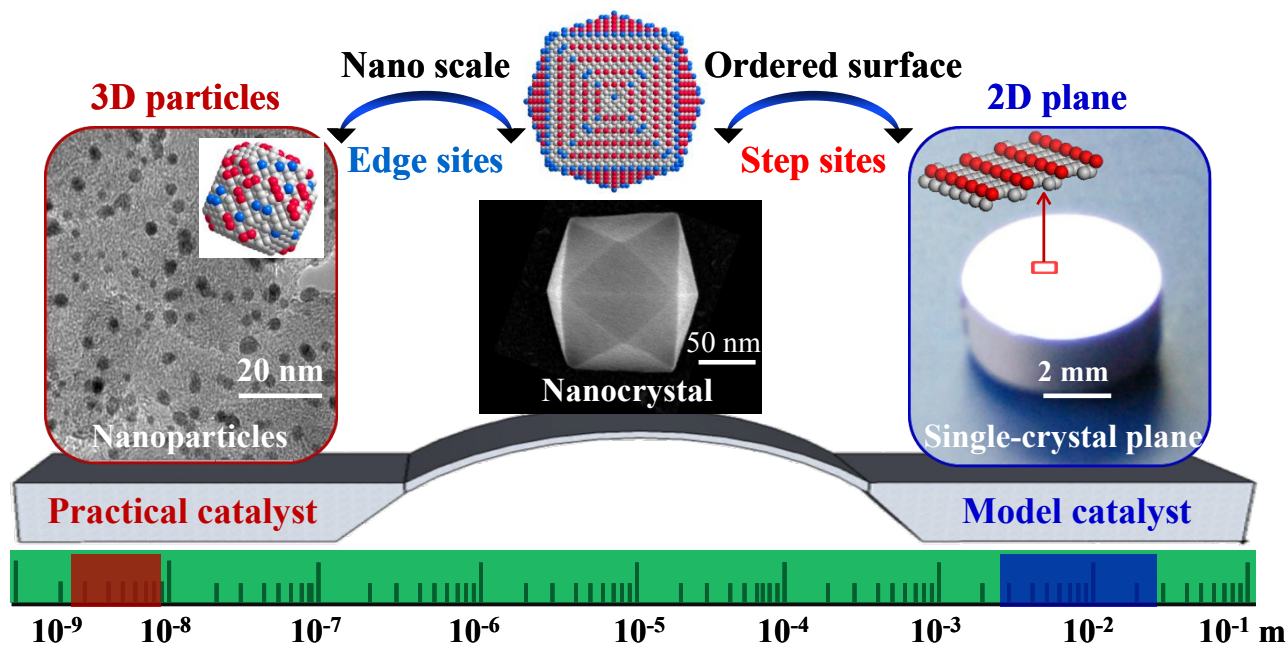 Nano scale
Ordered surface
3D particles
2D plane
Edge sites
Step sites
20 nm
Nanoparticles
50 nm
Nanocrystal
2 mm
Single-crystal plane
Practical catalyst
Model catalyst
10-9 10-8 10-7 10-6 10-5 10-4 10-3 10-2 10-1 m